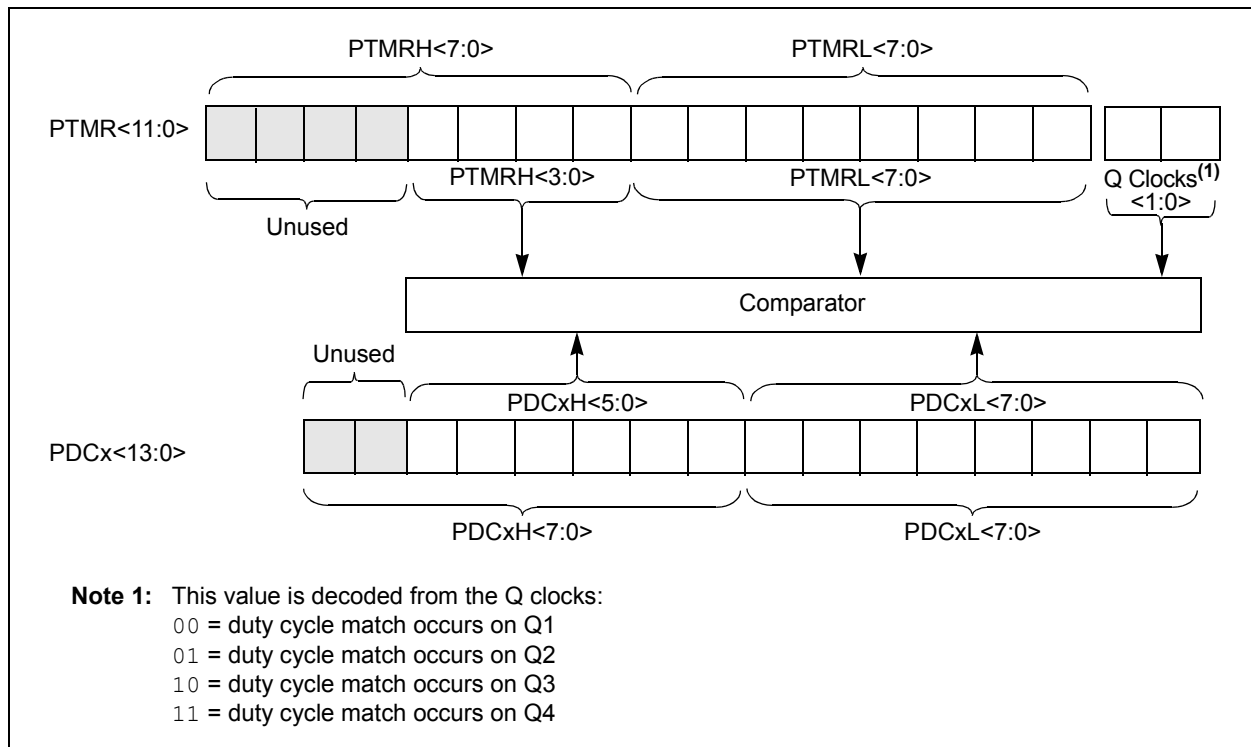 PTMRH<7:0> PTMRL<7:0>
PTMR<11:0>
PTMRH<3:0> PTMRL<7:0> Q Clocks(1)
<1:0>
Unused
Comparator
Unused
PDCxH<5:0> PDCxL<7:0>
PDCx<13:0>
PDCxH<7:0> PDCxL<7:0>
Note 1: This value is decoded from the Q clocks:
00 = duty cycle match occurs on Q1
01 = duty cycle match occurs on Q2
10 = duty cycle match occurs on Q3
11 = duty cycle match occurs on Q4